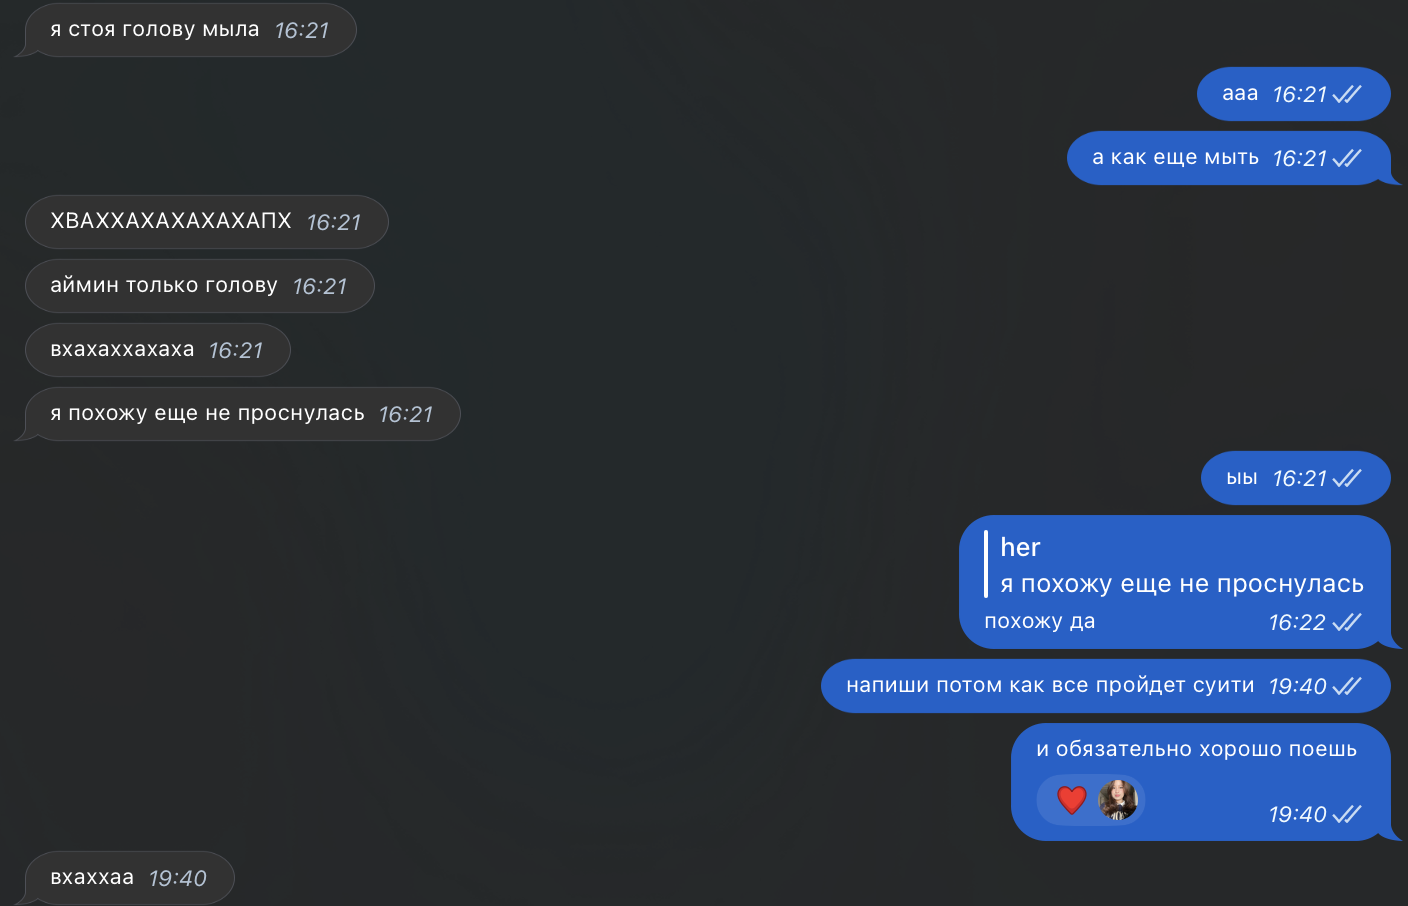 я стоя голову мыла 16:21
ааа 16:21
а как еще мыть 16:21
ХВАХХАХАХАХАХАПХ 16:21
аймин только голову 16:21
вхахаххахаха 16:21
я похожу еще не проснулась 16:21
ыы 16:21
her
я похожу еще не проснулась
похожу да 16:22
напиши потом как все пройдет суити 19:40
и обязательно хорошо поешь
19:40
вхаххаа 19:40